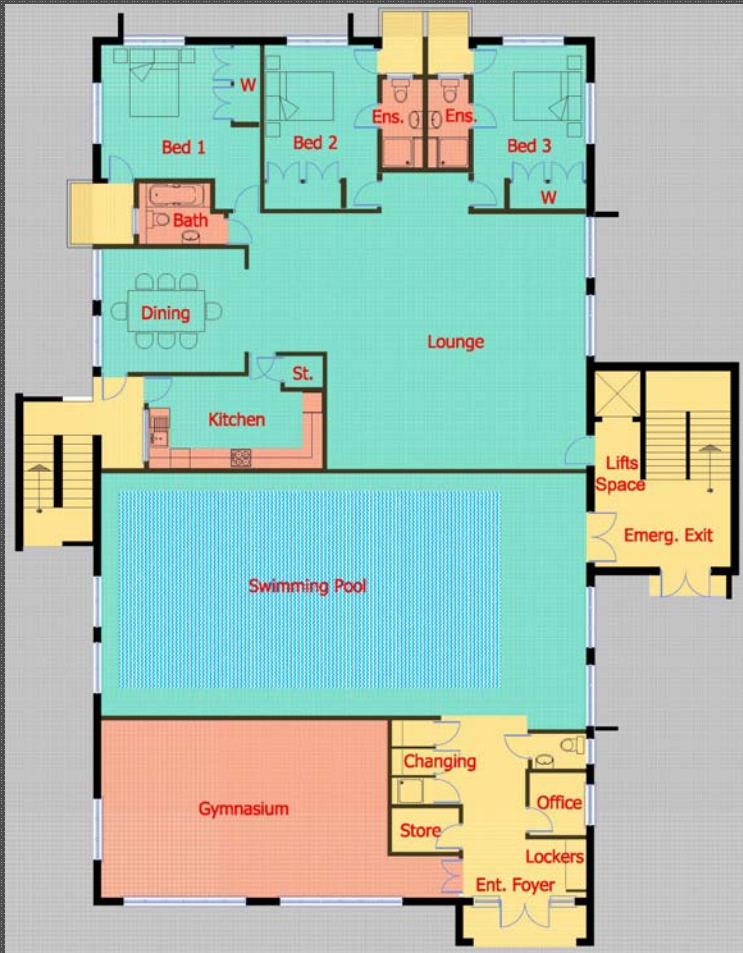 W
Bed 1
Bed 2
Ens.
Ens.
Bed 3
W
Bath
Dining
Lounge
St.
Kitchen
Lifts
Space
Emerg. Exit
Swimming Pool
Changing
Gymnasium
Office
Store
Lockers
Ent. Foyer